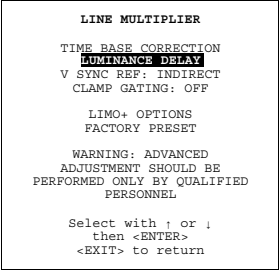 LINE MULTIPLIER
TIME BASE CORRECTION
LUMINANCE DELAY
V SYNC REF: INDIRECT
CLAMP GATING: OFF
LIMO+ OPTIONS
FACTORY PRESET
WARNING: ADVANCED
ADJUSTMENT SHOULD BE
PERFORMED ONLY BY QUALIFIED
PERSONNEL
Select with ↑ or ↓
then <ENTER>
<EXIT> to return